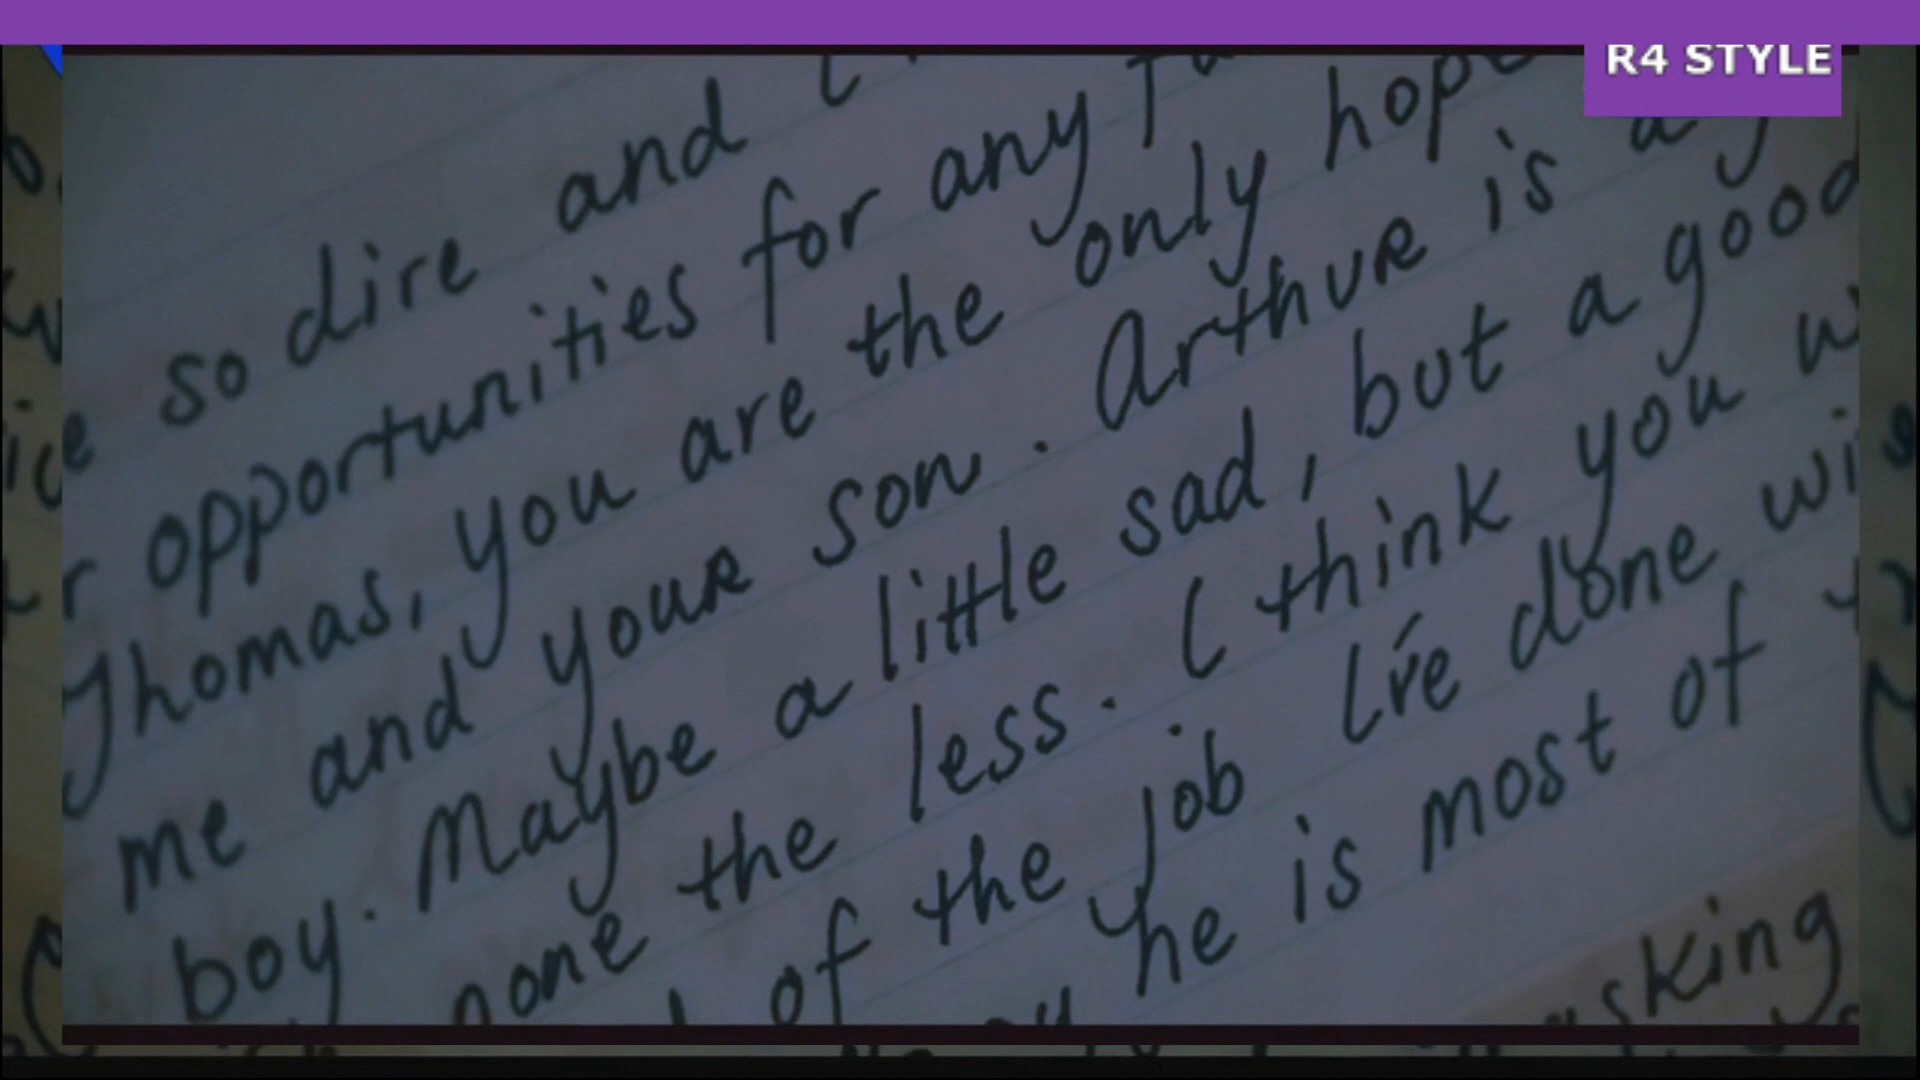 R4 STYLE
so dire and
opportunities for any
Thomas, you are the only hope
me and your son. Arthur is a
boy. Maybe a little sad, but a good
none the less. I think you
of the job I've done
he is most of
asking